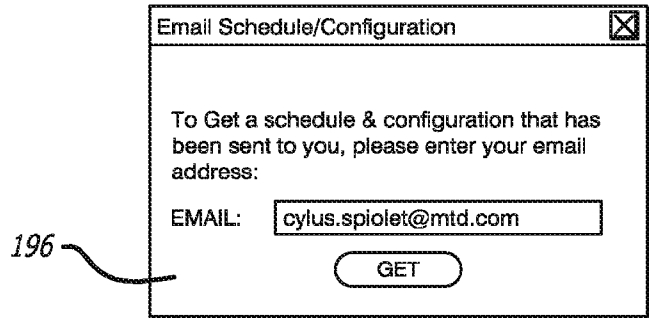 Email Schedule/Configuration
To Get a schedule & configuration that has
been sent to you, please enter your email
address:
EMAIL: cylus.spiolet@mtd.com
196
GET